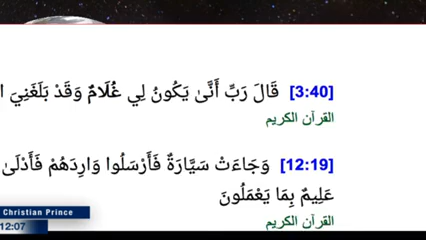 [3:40] قَالَ رَبِّ أَنَّىٰ يَكُونُ لِي غُلَامٌ وَقَدْ بَلَغَنِيَ
القرآن الكريم
[12:19] وَجَاءَتْ سَيَّارَةٌ فَأَرْسَلُوا وَارِدَهُمْ فَأَدْلَىٰ
عَلِيمٌ بِمَا يَعْمَلُونَ
القرآن الكريم
Christian Prince
12:07